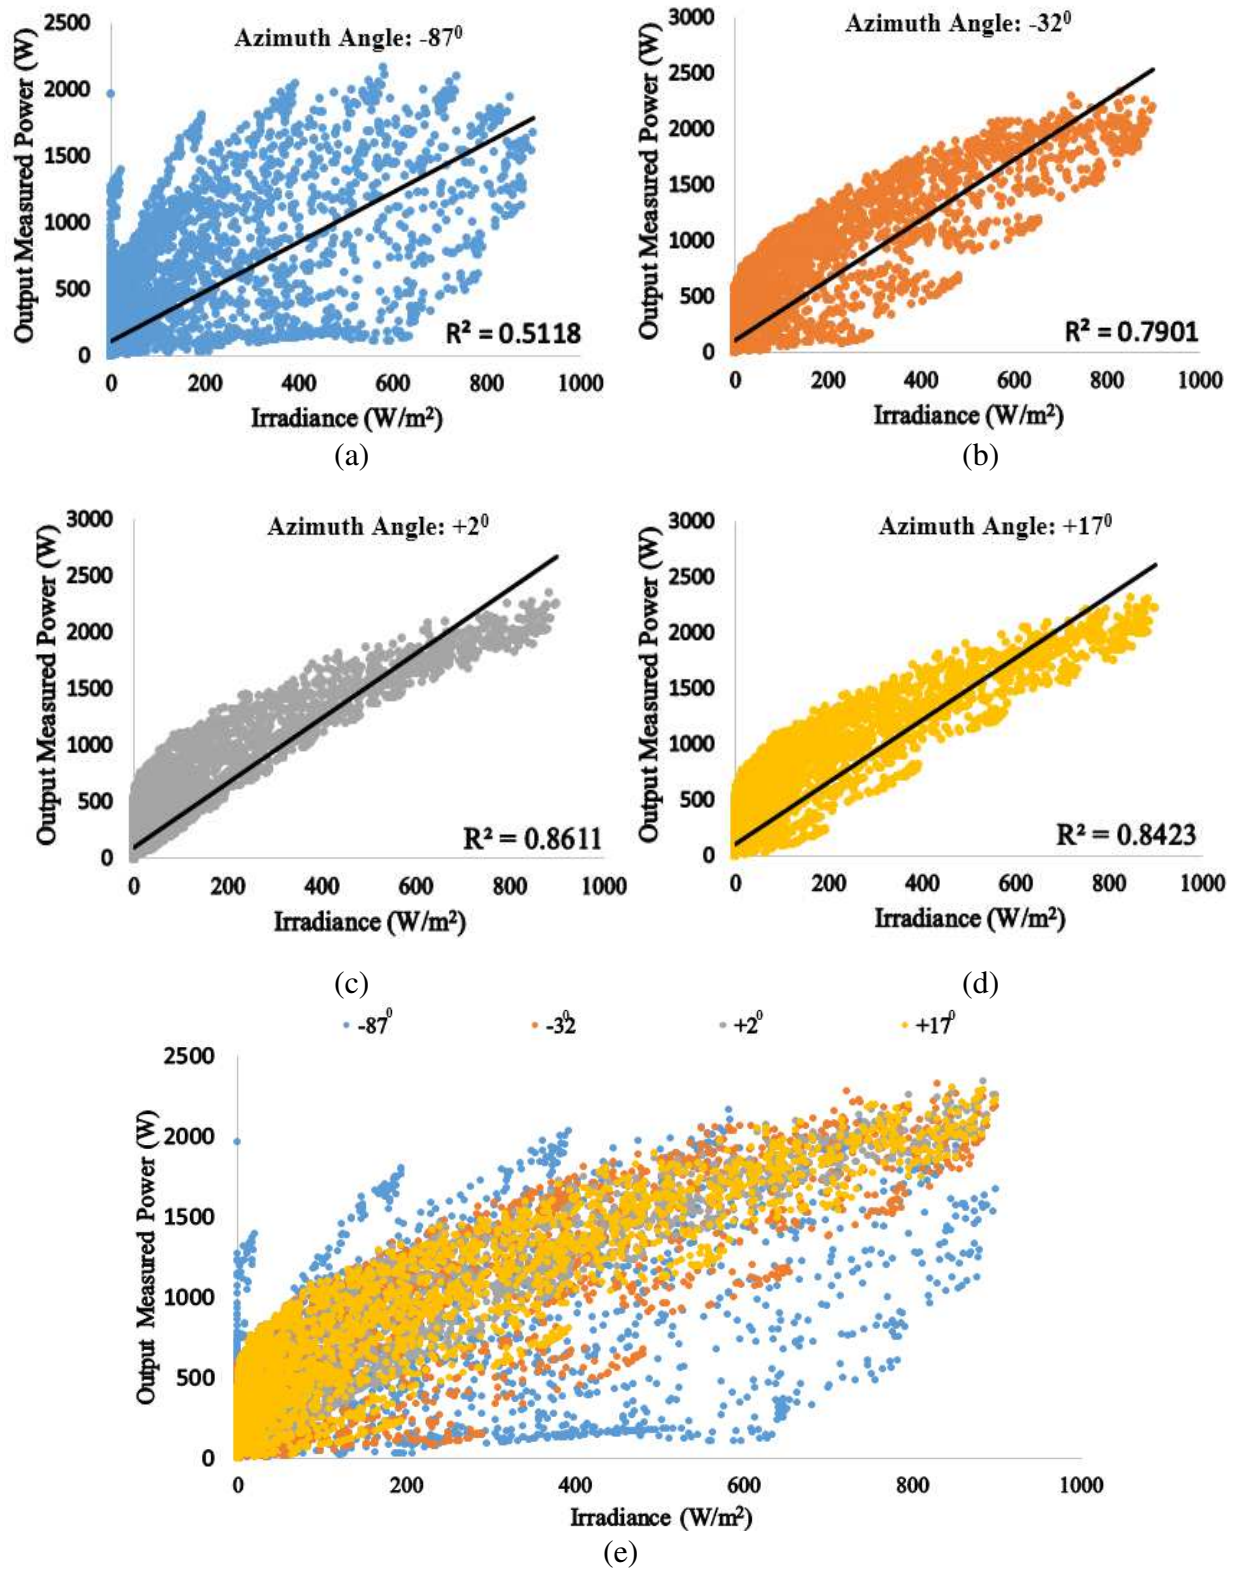 Azimuth Angle: -87⁰
Output Measured Power (W)
2500
2000
1500
1000
500
0
R² = 0.5118
0 200 400 600 800 1000
Irradiance (W/m²)
(a)
Azimuth Angle: -32⁰
Output Measured Power (W)
3000
2500
2000
1500
1000
500
0
R² = 0.7901
0 200 400 600 800 1000
Irradiance (W/m²)
(b)
Azimuth Angle: +2⁰
Output Measured Power (W)
3000
2500
2000
1500
1000
500
0
R² = 0.8611
0 200 400 600 800 1000
Irradiance (W/m²)
(c)
Azimuth Angle: +17⁰
Output Measured Power (W)
3000
2500
2000
1500
1000
500
0
R² = 0.8423
0 200 400 600 800 1000
Irradiance (W/m²)
(d)
-87⁰ -32⁰ +2⁰ +17⁰
Output Measured Power (W)
2500
2000
1500
1000
500
0
0 200 400 600 800 1000
Irradiance (W/m²)
(e)